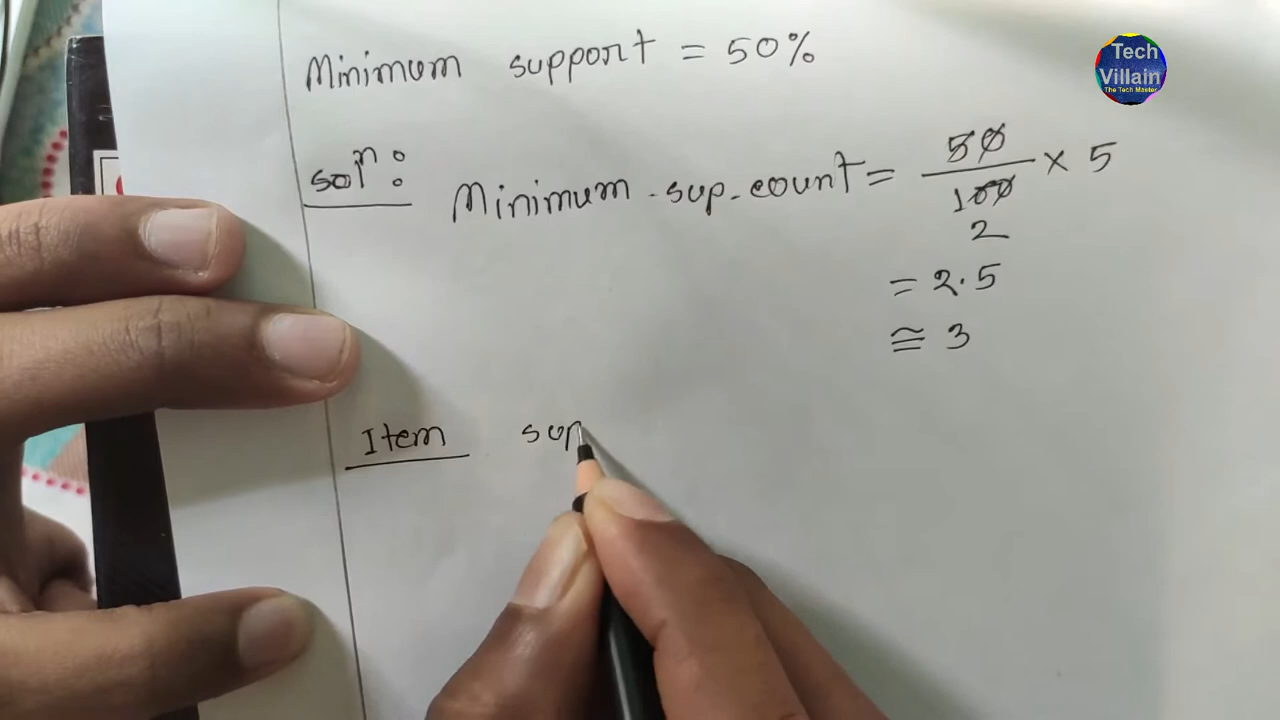 Minimum support = 50%
Tech
Villain
The Tech Master
solⁿ: Minimum-sup-count = 50/100 × 5
2
= 2.5
≅ 3
Item sup